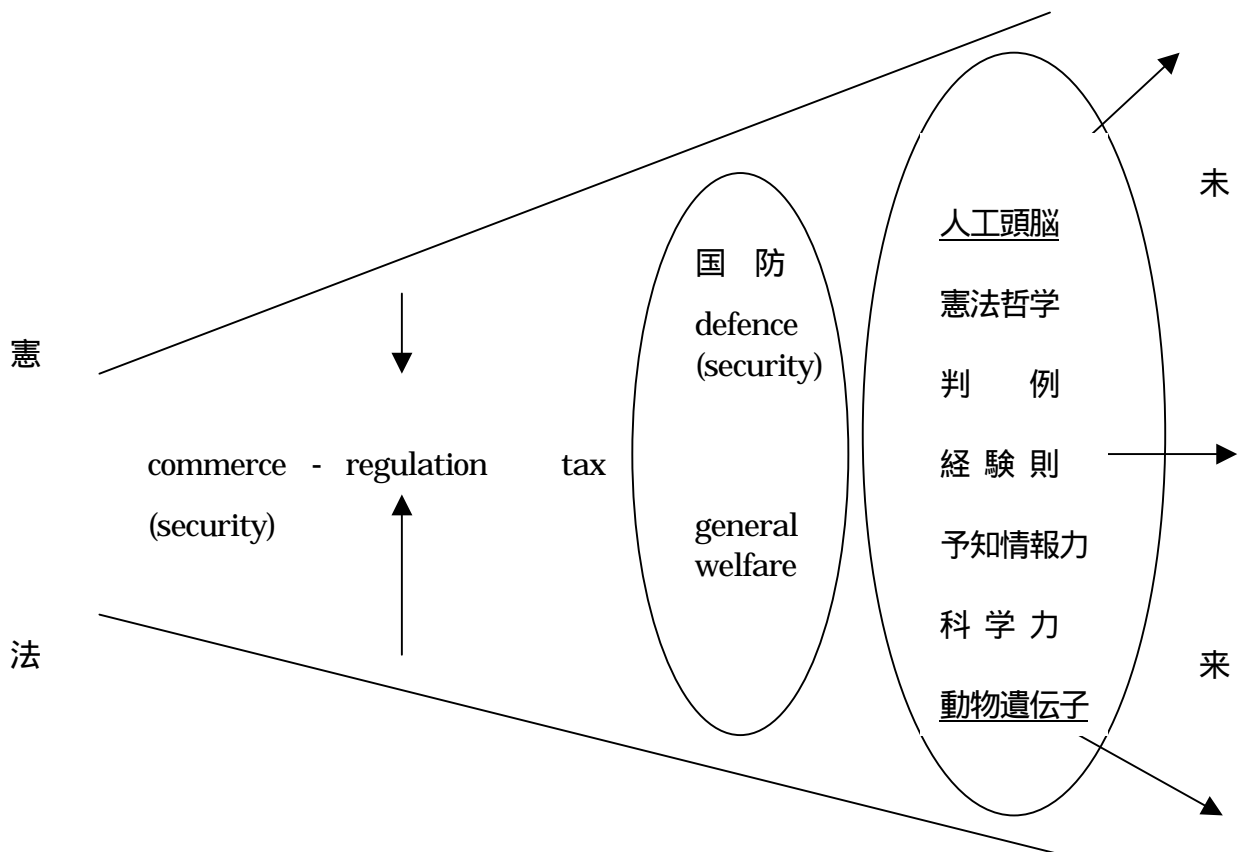 憲
法
commerce - regulation tax
(security)
国 防
defence
(security)
general
welfare
人工頭脳
憲法哲学
判 例
経 験 則
予知情報力
科 学 力
動物遺伝子
未
来